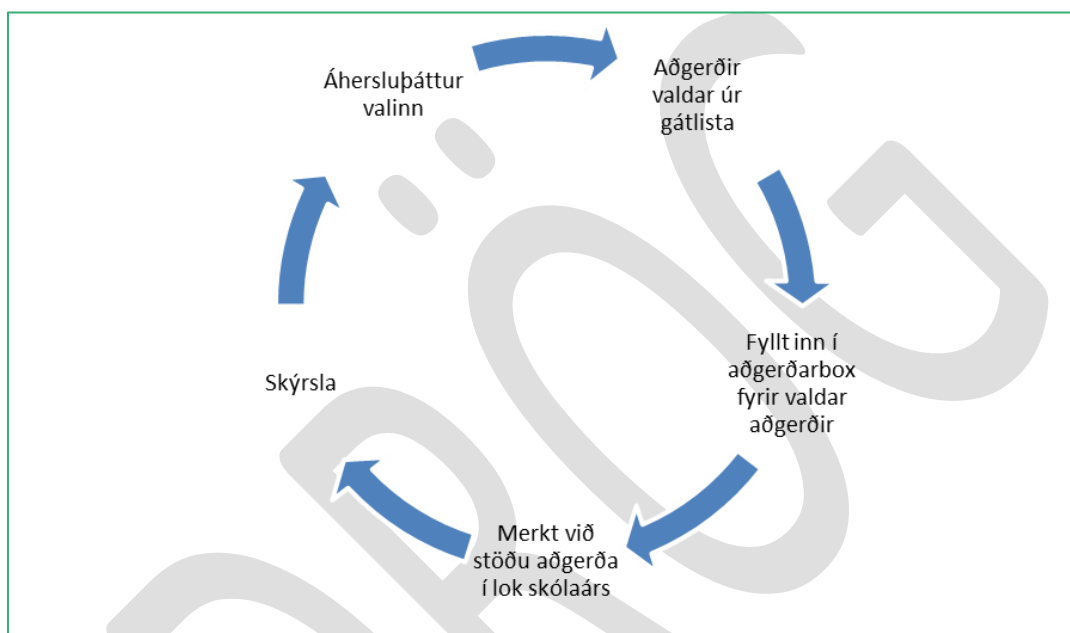 Áhersluþáttur
valinn
Aðgerðir
valdar úr
gátlista
Fyllt inn í
aðgerðarbox
fyrir valdar
aðgerðir
Merkt við
stöðu aðgerða
í lok skólaárs
Skýrsla
DRÖG